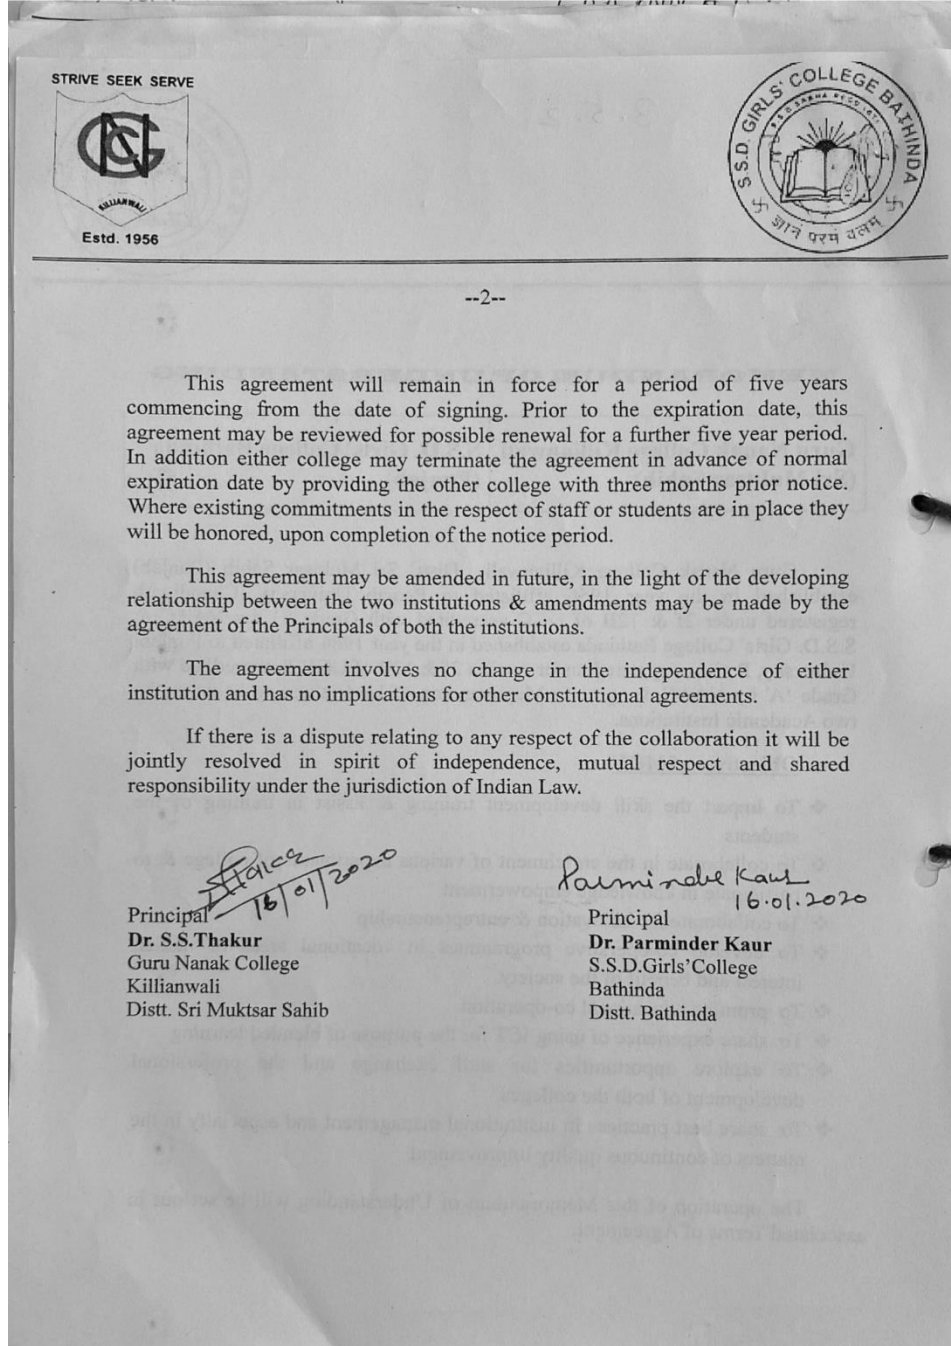 STRIVE SEEK SERVE
GNC
KILLIANWALI
Estd. 1956
S.S.D. GIRLS' COLLEGE BATHINDA
ज्ञानं परमं बलम्
--2--
This agreement will remain in force for a period of five years
commencing from the date of signing. Prior to the expiration date, this
agreement may be reviewed for possible renewal for a further five year period.
In addition either college may terminate the agreement in advance of normal
expiration date by providing the other college with three months prior notice.
Where existing commitments in the respect of staff or students are in place they
will be honored, upon completion of the notice period.
This agreement may be amended in future, in the light of the developing
relationship between the two institutions & amendments may be made by the
agreement of the Principals of both the institutions.
The agreement involves no change in the independence of either
institution and has no implications for other constitutional agreements.
If there is a dispute relating to any respect of the collaboration it will be
jointly resolved in spirit of independence, mutual respect and shared
responsibility under the jurisdiction of Indian Law.
16/01/2020
Principal
Dr. S.S.Thakur
Guru Nanak College
Killianwali
Distt. Sri Muktsar Sahib
Parminder Kaur
16.01.2020
Principal
Dr. Parminder Kaur
S.S.D.Girls'College
Bathinda
Distt. Bathinda